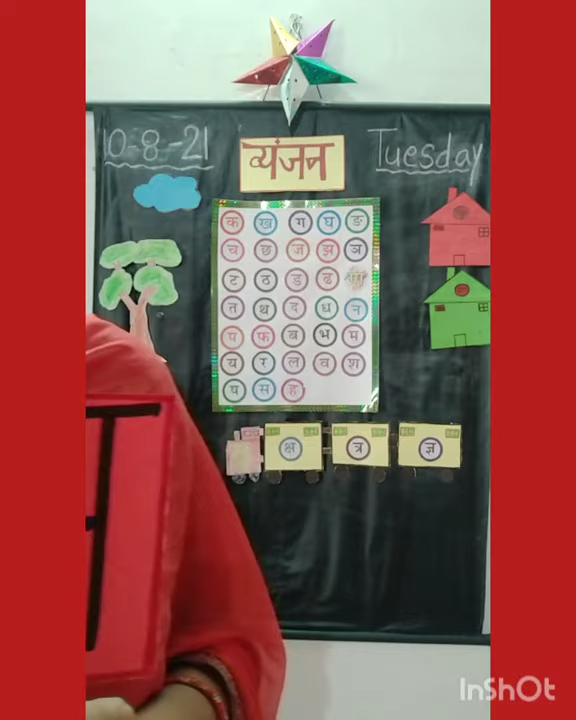 10-8-21
व्यंजन
Tuesday
क ख ग घ ङ
च छ ज झ ञ
ट ठ ड ढ
त थ द ध न
प फ ब भ म
य र ल व श
ष स ह
क्ष त्र ज्ञ
InShOt